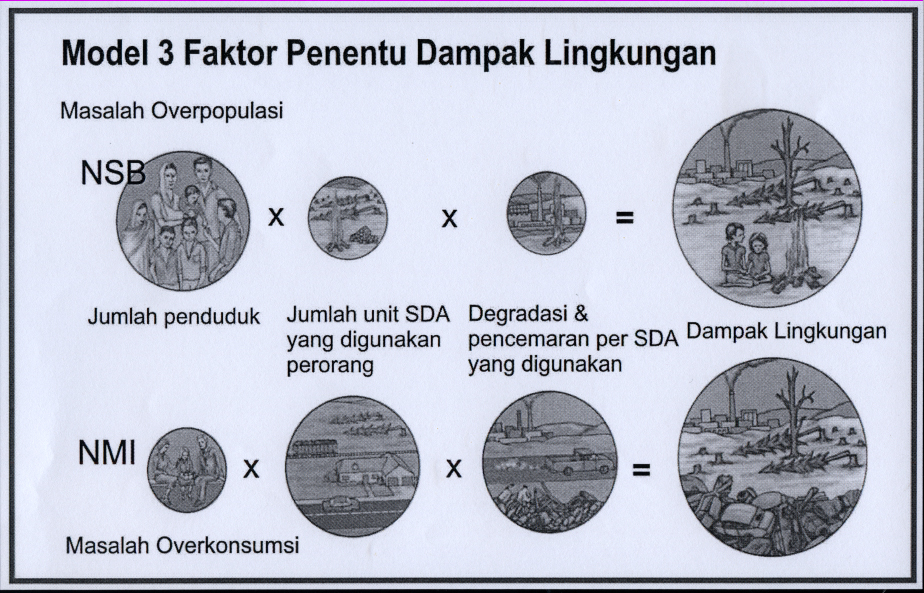 Model 3 Faktor Penentu Dampak Lingkungan
Masalah Overpopulasi
NSB
x
x
=
Jumlah penduduk
Jumlah unit SDA
yang digunakan
perorang
Degradasi &
pencemaran per SDA
yang digunakan
Dampak Lingkungan
NMI
x
x
=
Masalah Overkonsumsi